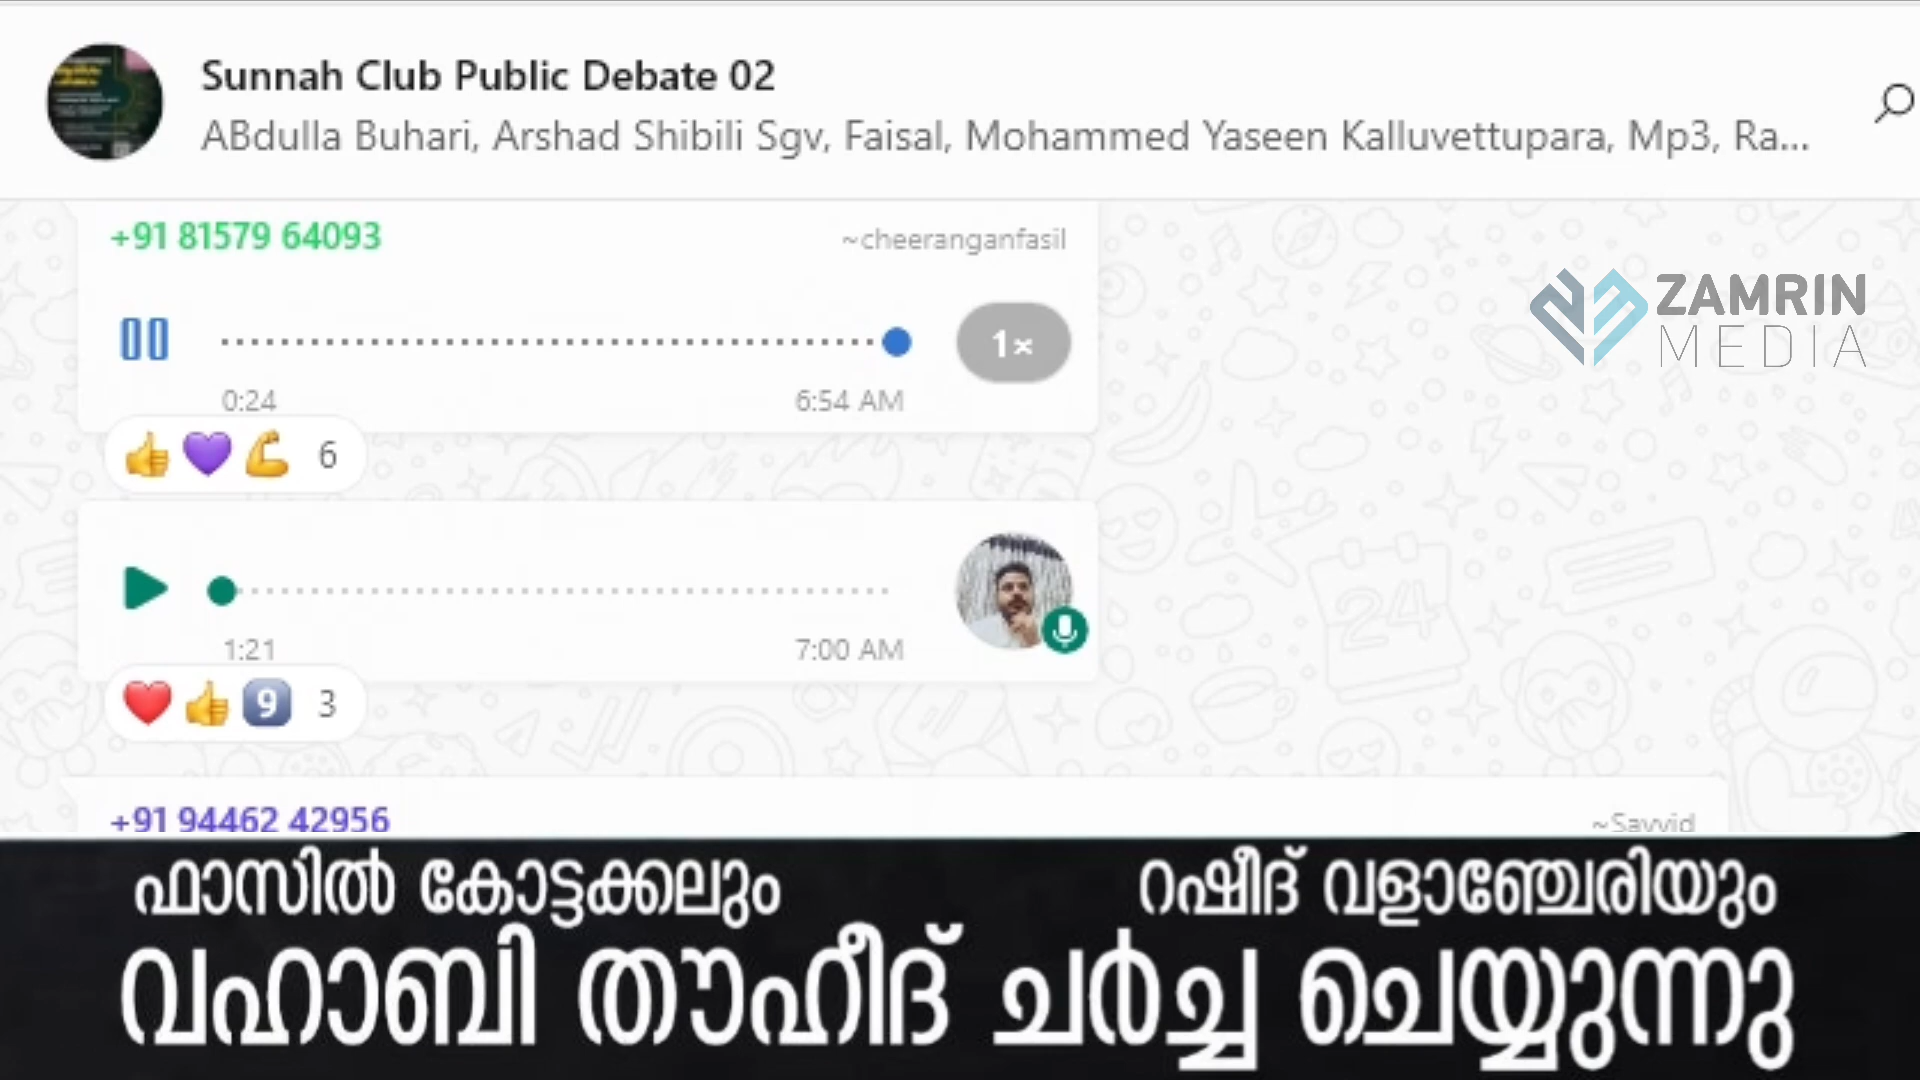 Sunnah Club Public Debate 02
ABdulla Buhari, Arshad Shibili Sgv, Faisal, Mohammed Yaseen Kalluvettupara, Mp3, Ra...
+91 81579 64093 ~cheeranganfasil
ZAMRIN
MEDIA
1×
0:24 6:54 AM
6
1:21 7:00 AM
9 3
+91 94462 42956 ~Sayyid
ഫാസിൽ കോട്ടക്കലും റഷീദ് വളാഞ്ചേരിയും
വഹാബി തൗഹീദ് ചർച്ച ചെയ്യുന്നു